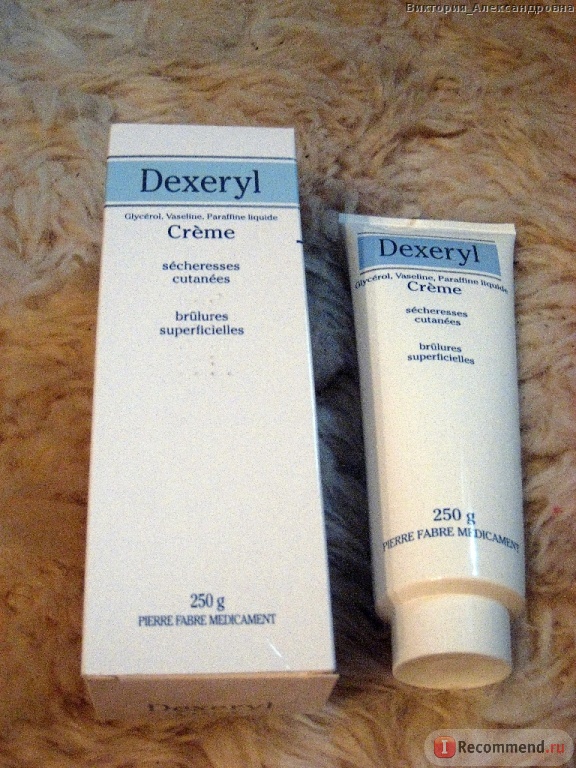 Виктория_Александровна
Dexeryl
Glycérol, Vaseline, Paraffine liquide
Crème
sécheresses
cutanées
brûlures
superficielles
250 g
PIERRE FABRE MEDICAMENT
Dexeryl
Dexeryl
Glycérol, Vaseline, Paraffine liquide
Crème
sécheresses
cutanées
brûlures
superficielles
250 g
PIERRE FABRE MEDICAMENT
IRecommend.ru